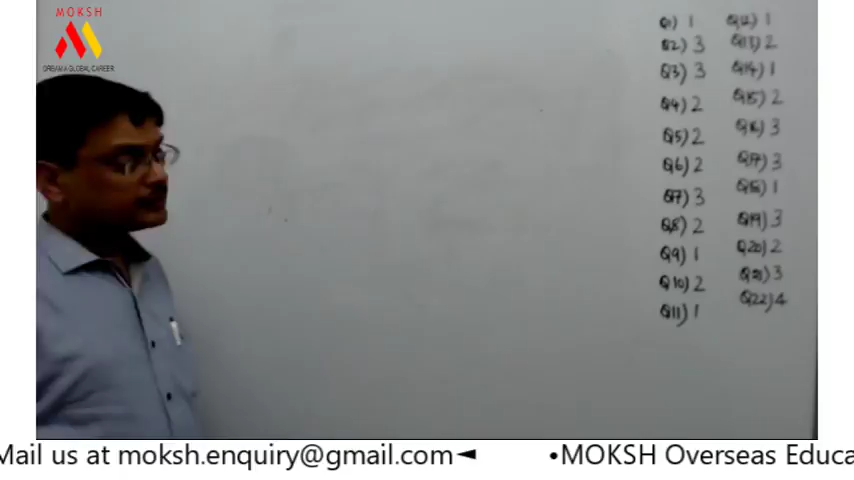 MOKSH
DREAM A GLOBAL CAREER
Q1) 1
Q2) 3
Q3) 3
Q4) 2
Q5) 2
Q6) 2
Q7) 3
Q8) 2
Q9) 1
Q10) 2
Q11) 1
Q12) 1
Q13) 2
Q14) 1
Q15) 2
Q16) 3
Q17) 3
Q18) 1
Q19) 3
Q20) 2
Q21) 3
Q22) 4
Mail us at moksh.enquiry@gmail.com◄ •MOKSH Overseas Educa